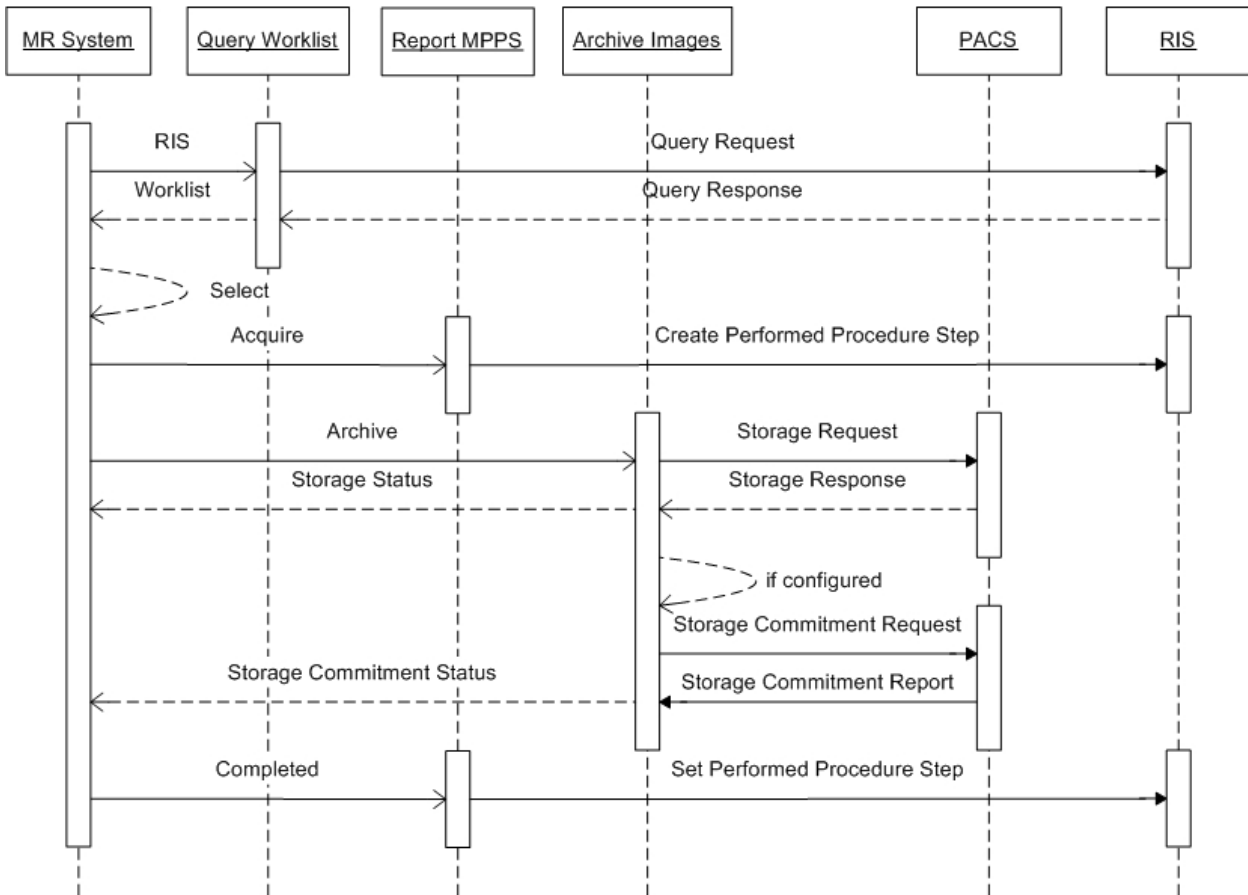 MR System
Query Worklist
Report MPPS
Archive Images
PACS
RIS
RIS
Query Request
Worklist
Query Response
Select
Acquire
Create Performed Procedure Step
Archive
Storage Request
Storage Status
Storage Response
if configured
Storage Commitment Request
Storage Commitment Status
Storage Commitment Report
Completed
Set Performed Procedure Step